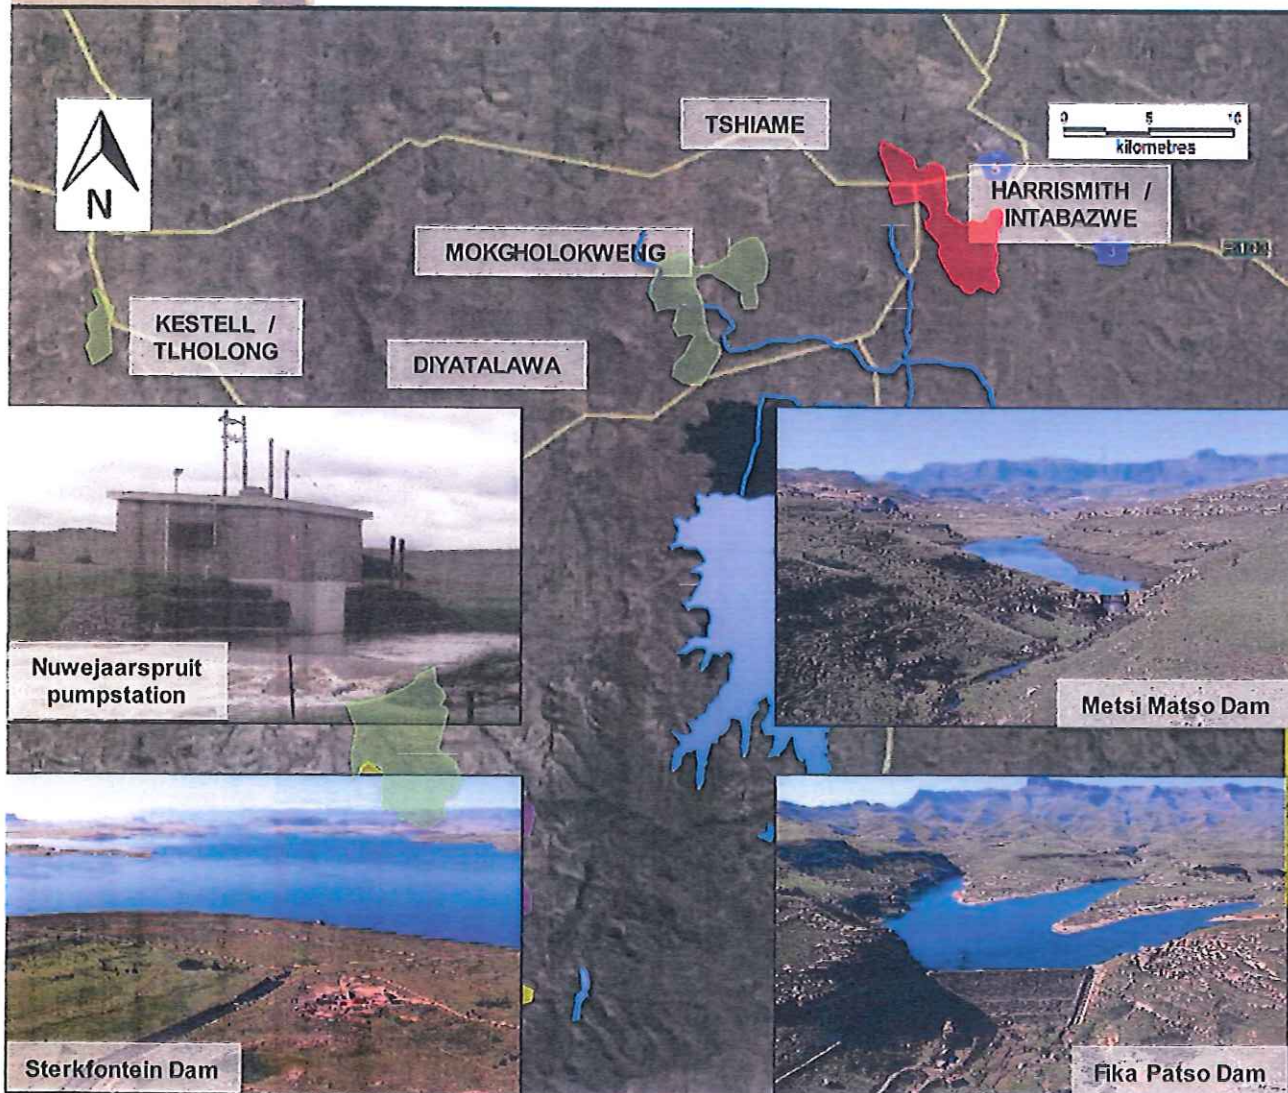 TSHIAME
0 5 10
kilometres
N
HARRISMITH /
INTABAZWE
MOKGHOLOKWENG
3
KESTELL /
TLHOLONG
DIYATALAWA
Nuwejaarspruit
pumpstation
Metsi Matso Dam
Sterkfontein Dam
Fika Patso Dam